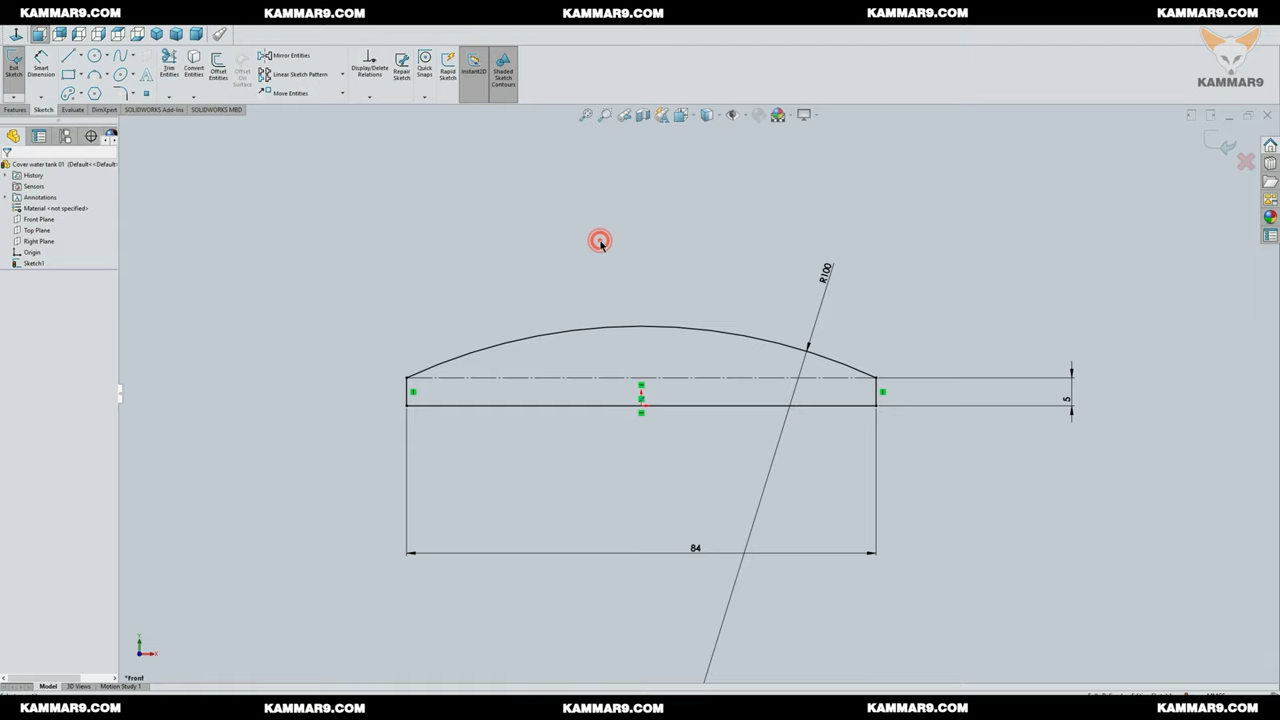 KAMMAR9.COM KAMMAR9.COM KAMMAR9.COM KAMMAR9.COM KAMMAR9.COM
KAMMAR9
Exit Sketch
Smart Dimension
Trim Entities
Convert Entities
Offset Entities
Offset On Surface
Mirror Entities
Linear Sketch Pattern
Move Entities
Display/Delete Relations
Repair Sketch
Quick Snaps
Rapid Sketch
Instant2D
Shaded Sketch Contours
Features Sketch Evaluate DimXpert SOLIDWORKS Add-Ins SOLIDWORKS MBD
Cover water tank 01 (Default<<Default
History
Sensors
Annotations
Material <not specified>
Front Plane
Top Plane
Right Plane
Origin
Sketch1
R100
5
84
Y
X
*Front
Model 3D Views Motion Study 1
KAMMAR9.COM KAMMAR9.COM KAMMAR9.COM KAMMAR9.COM KAMMAR9.COM